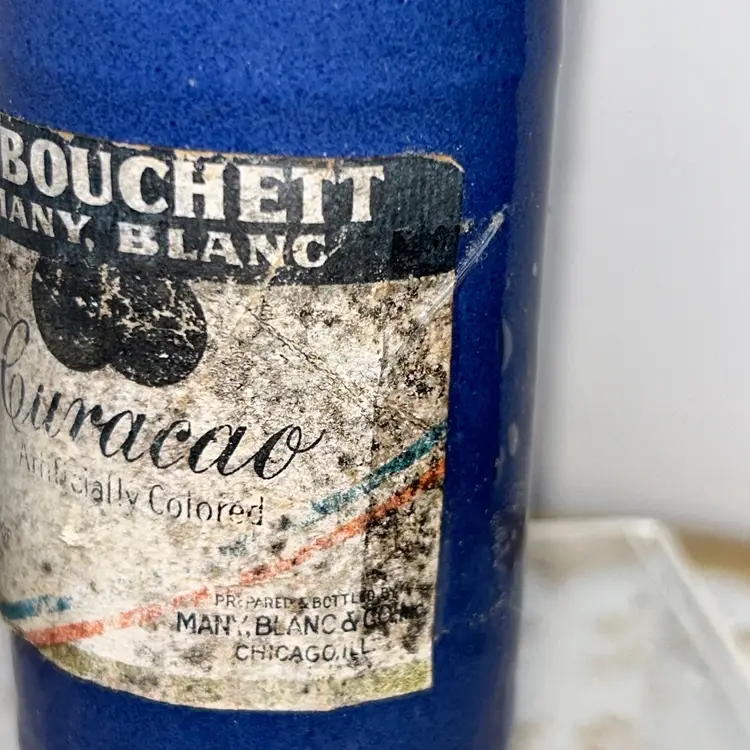 BOUCHETT
MANY, BLANC
Curacao
Artificially Colored
PREPARED & BOTTLED BY
MANY, BLANC & CO. INC.
CHICAGO, ILL